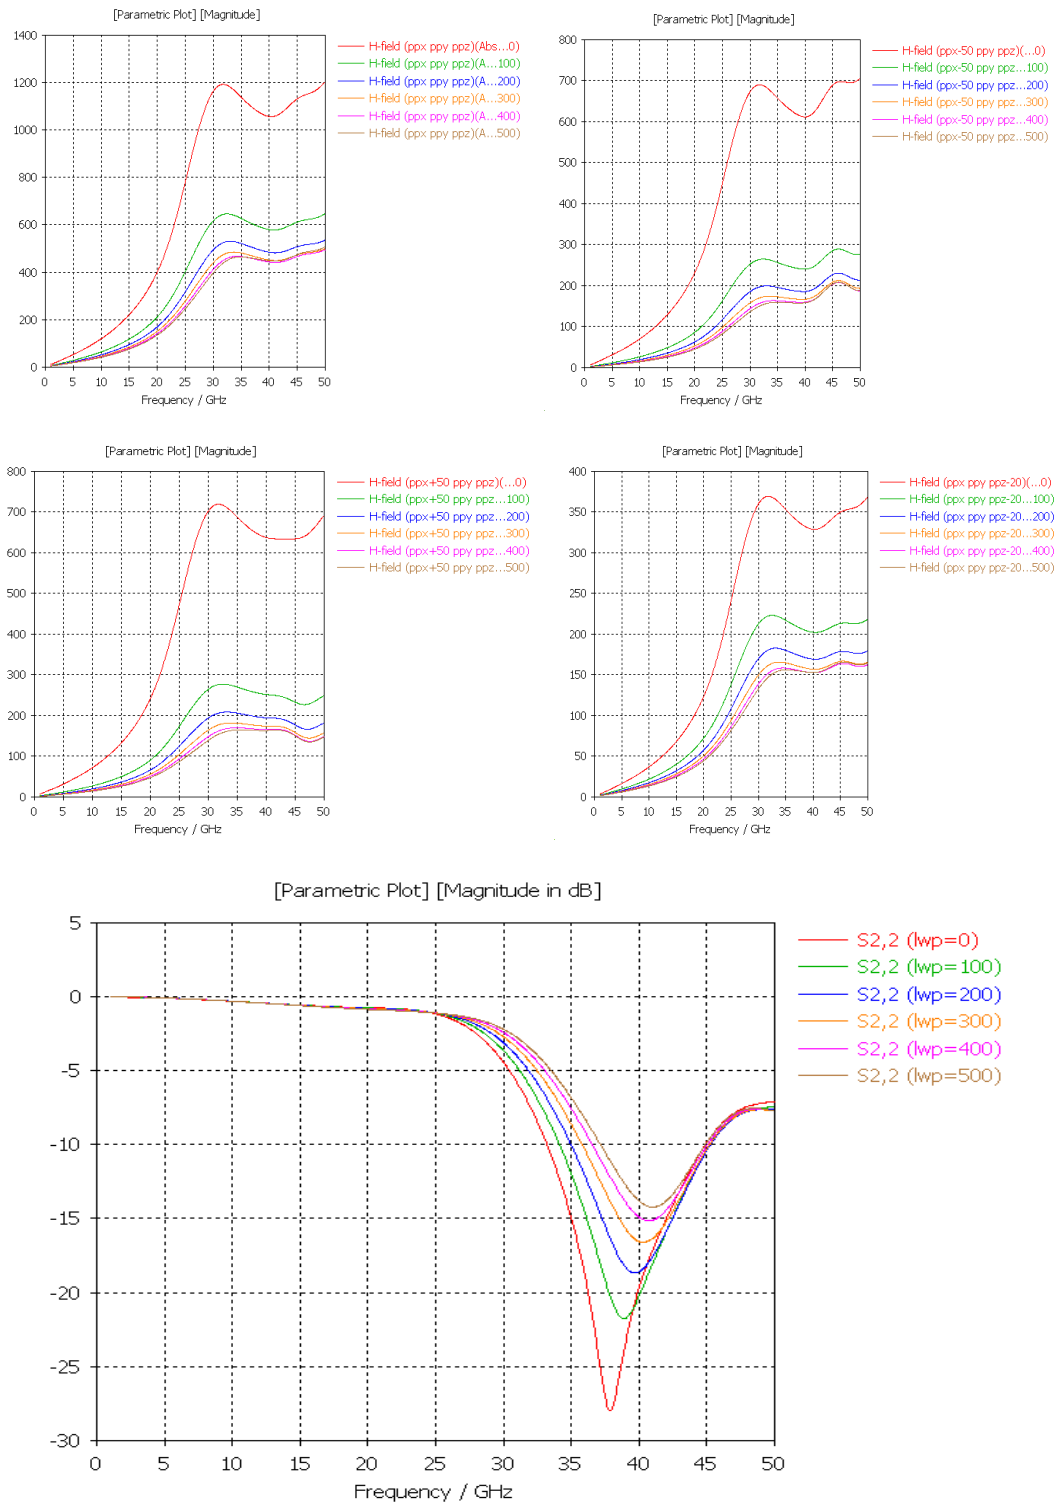 [Parametric Plot] [Magnitude]
1400
1200
1000
800
600
400
200
0
0 5 10 15 20 25 30 35 40 45 50
Frequency / GHz
H-field (ppx ppy ppz)(Abs...0)
H-field (ppx ppy ppz)(A...100)
H-field (ppx ppy ppz)(A...200)
H-field (ppx ppy ppz)(A...300)
H-field (ppx ppy ppz)(A...400)
H-field (ppx ppy ppz)(A...500)
[Parametric Plot] [Magnitude]
800
700
600
500
400
300
200
100
0
0 5 10 15 20 25 30 35 40 45 50
Frequency / GHz
H-field (ppx-50 ppy ppz)(...0)
H-field (ppx-50 ppy ppz...100)
H-field (ppx-50 ppy ppz...200)
H-field (ppx-50 ppy ppz...300)
H-field (ppx-50 ppy ppz...400)
H-field (ppx-50 ppy ppz...500)
[Parametric Plot] [Magnitude]
800
700
600
500
400
300
200
100
0
0 5 10 15 20 25 30 35 40 45 50
Frequency / GHz
H-field (ppx+50 ppy ppz)(...0)
H-field (ppx+50 ppy ppz...100)
H-field (ppx+50 ppy ppz...200)
H-field (ppx+50 ppy ppz...300)
H-field (ppx+50 ppy ppz...400)
H-field (ppx+50 ppy ppz...500)
[Parametric Plot] [Magnitude]
400
350
300
250
200
150
100
50
0
0 5 10 15 20 25 30 35 40 45 50
Frequency / GHz
H-field (ppx ppy ppz-20)(...0)
H-field (ppx ppy ppz-20...100)
H-field (ppx ppy ppz-20...200)
H-field (ppx ppy ppz-20...300)
H-field (ppx ppy ppz-20...400)
H-field (ppx ppy ppz-20...500)
[Parametric Plot] [Magnitude in dB]
5
0
-5
-10
-15
-20
-25
-30
0 5 10 15 20 25 30 35 40 45 50
Frequency / GHz
S2,2 (lwp=0)
S2,2 (lwp=100)
S2,2 (lwp=200)
S2,2 (lwp=300)
S2,2 (lwp=400)
S2,2 (lwp=500)